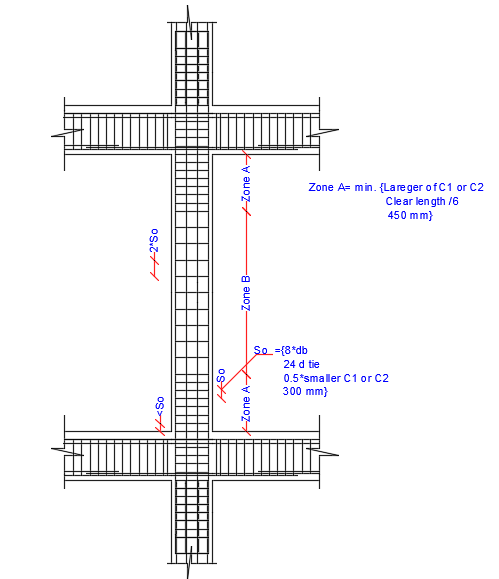 Zone A
Zone A= min. {Lareger of C1 or C2
Clear length /6
450 mm}
2*So
Zone B
So ={8*db
24 d tie
0.5*smaller C1 or C2
300 mm}
So
Zone A
<So